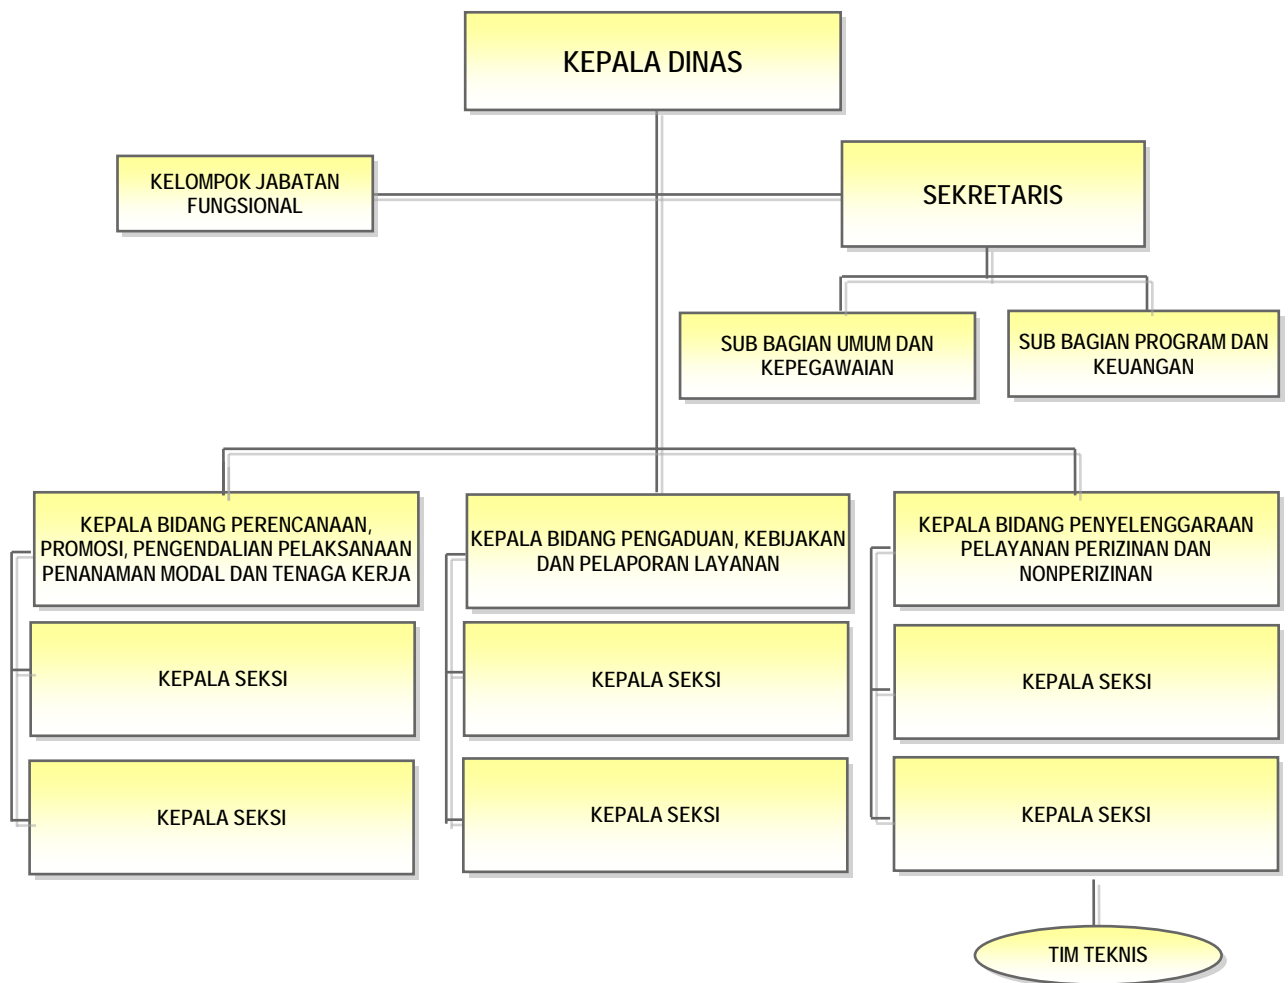 KEPALA DINAS
KELOMPOK JABATAN
FUNGSIONAL
SEKRETARIS
SUB BAGIAN UMUM DAN
KEPEGAWAIAN
SUB BAGIAN PROGRAM DAN
KEUANGAN
KEPALA BIDANG PERENCANAAN,
PROMOSI, PENGENDALIAN PELAKSANAAN
PENANAMAN MODAL DAN TENAGA KERJA
KEPALA BIDANG PENGADUAN, KEBIJAKAN
DAN PELAPORAN LAYANAN
KEPALA BIDANG PENYELENGGARAAN
PELAYANAN PERIZINAN DAN
NONPERIZINAN
KEPALA SEKSI
KEPALA SEKSI
KEPALA SEKSI
KEPALA SEKSI
KEPALA SEKSI
KEPALA SEKSI
TIM TEKNIS